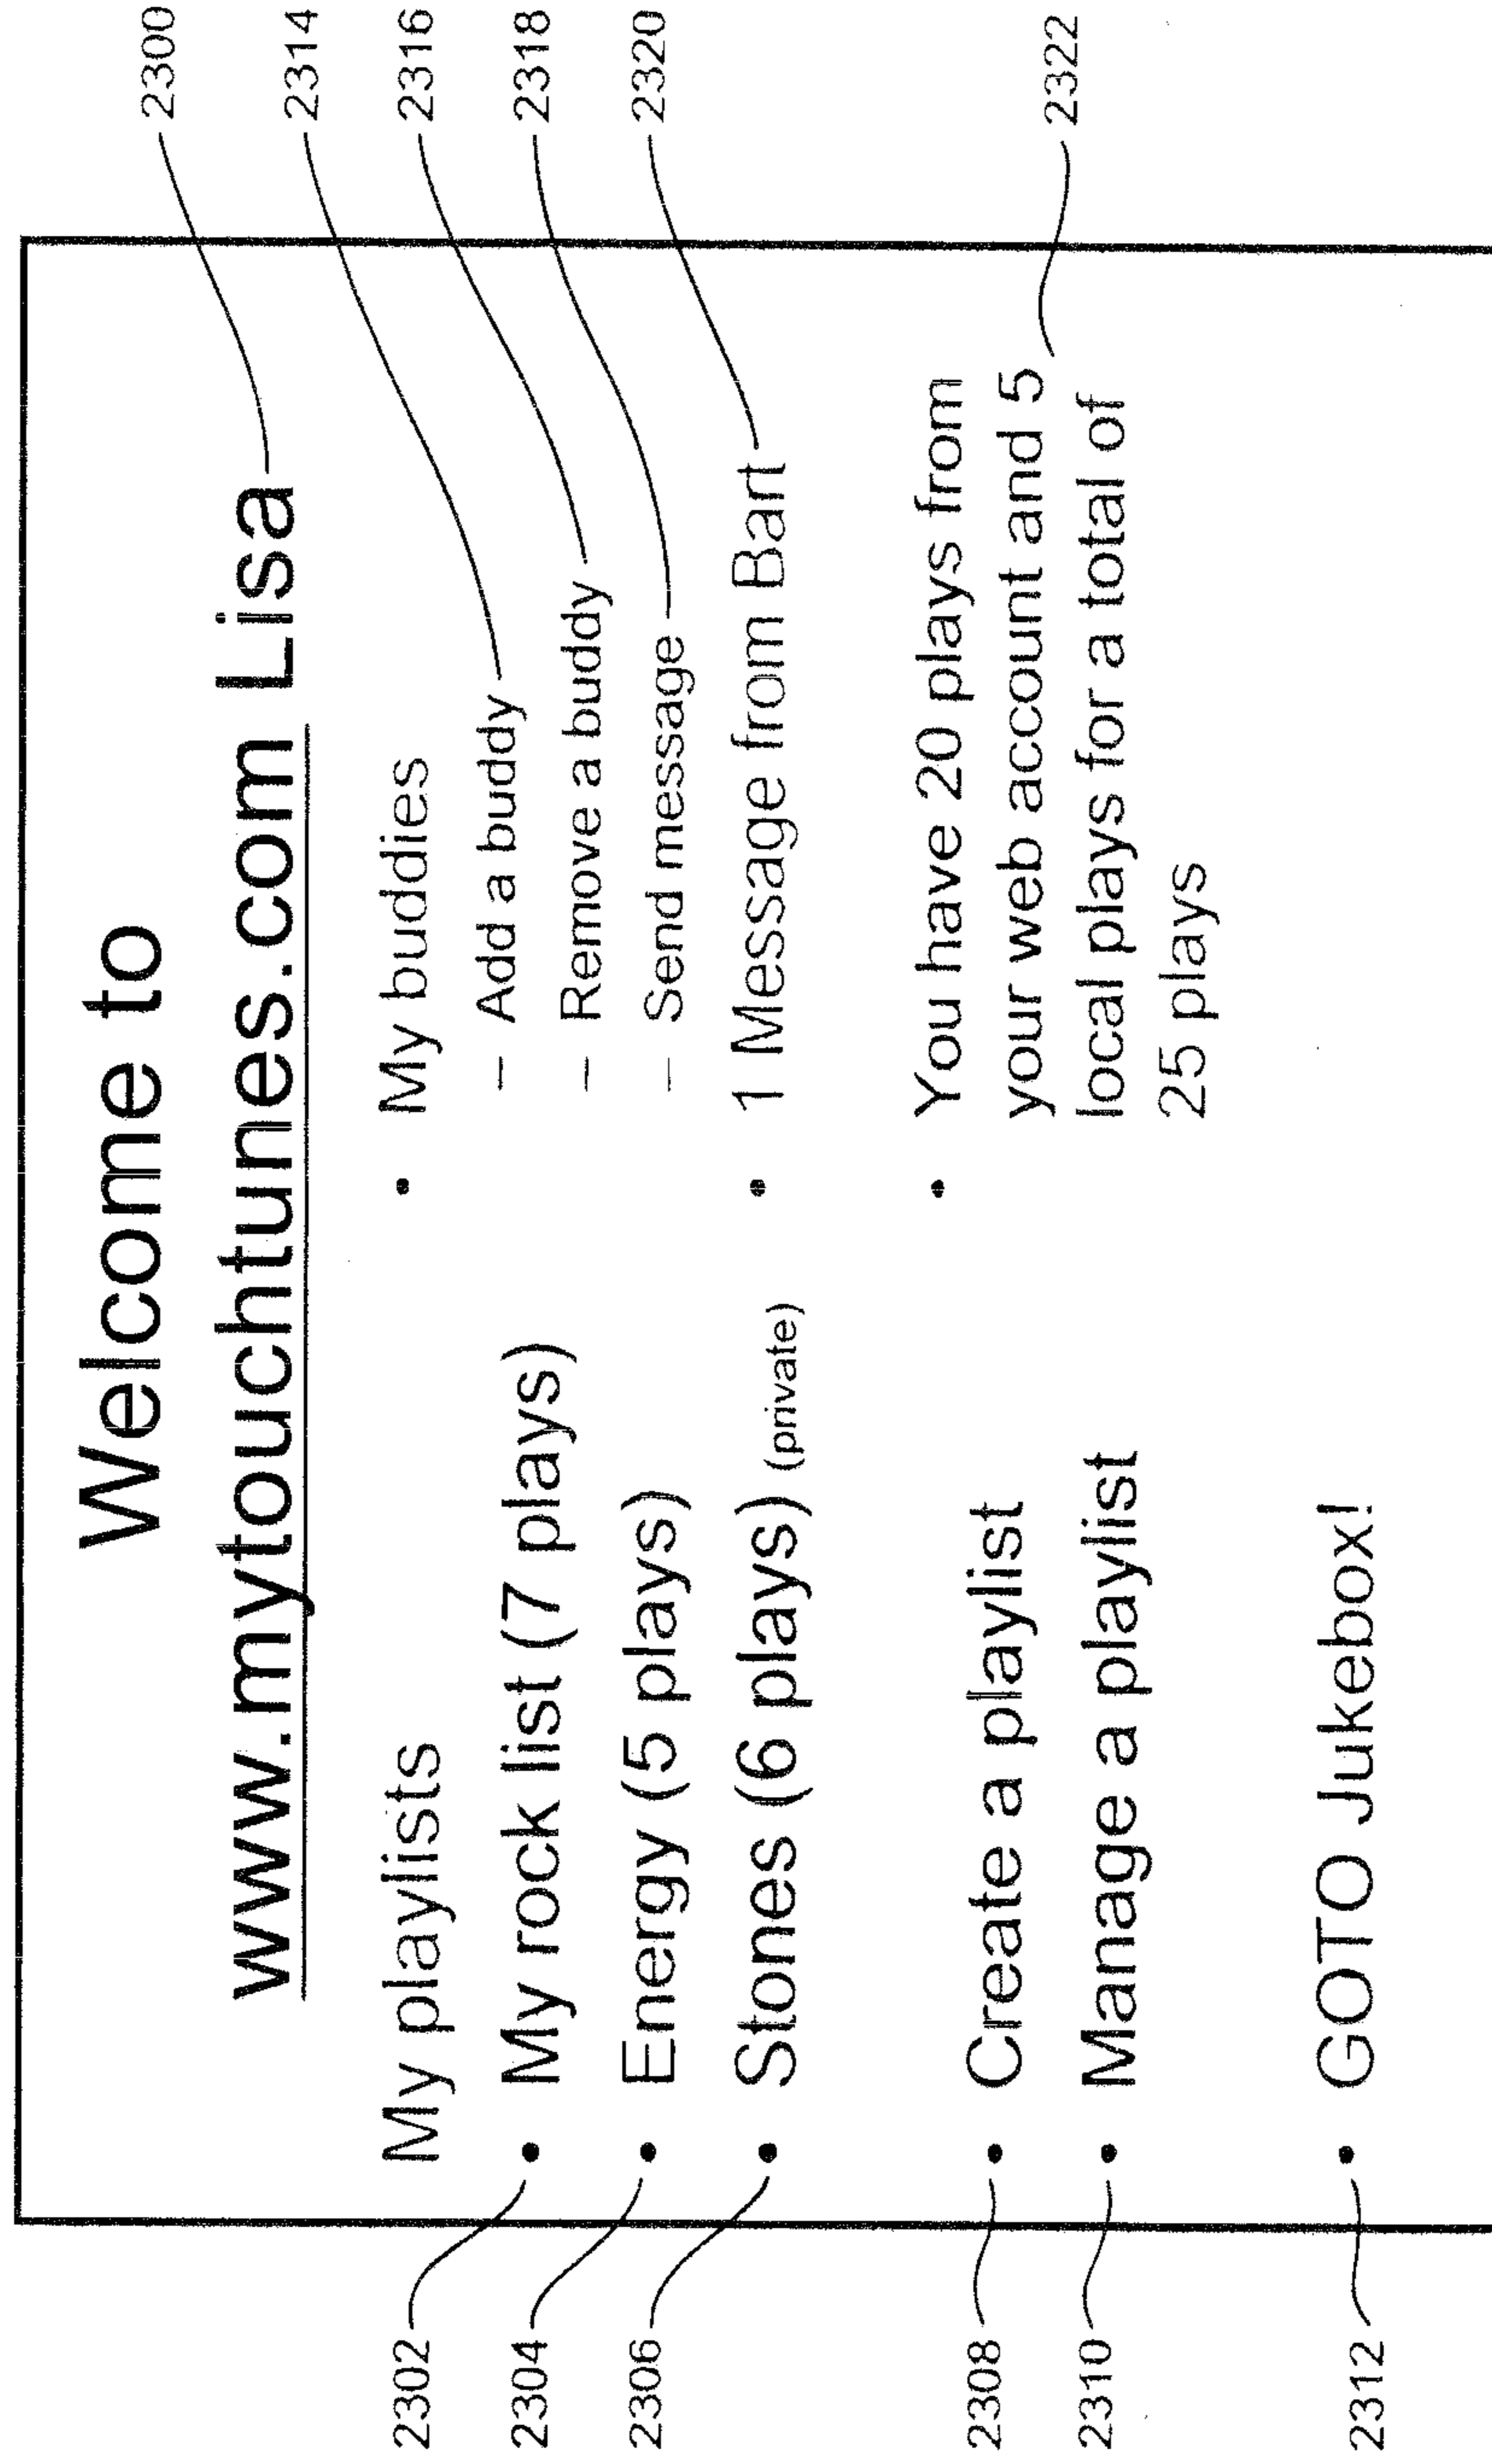 Welcome to
www.mytouchtunes.com Lisa
2300
My playlists
2302
• My rock list (7 plays)
2304
• Energy (5 plays)
2306
• Stones (6 plays) (private)
2308
• Create a playlist
2310
• Manage a playlist
2312
• GOTO Jukebox!
• My buddies
– Add a buddy
2314
– Remove a buddy
2316
– Send message
2318
• 1 Message from Bart
2320
• You have 20 plays from
your web account and 5
local plays for a total of
25 plays
2322